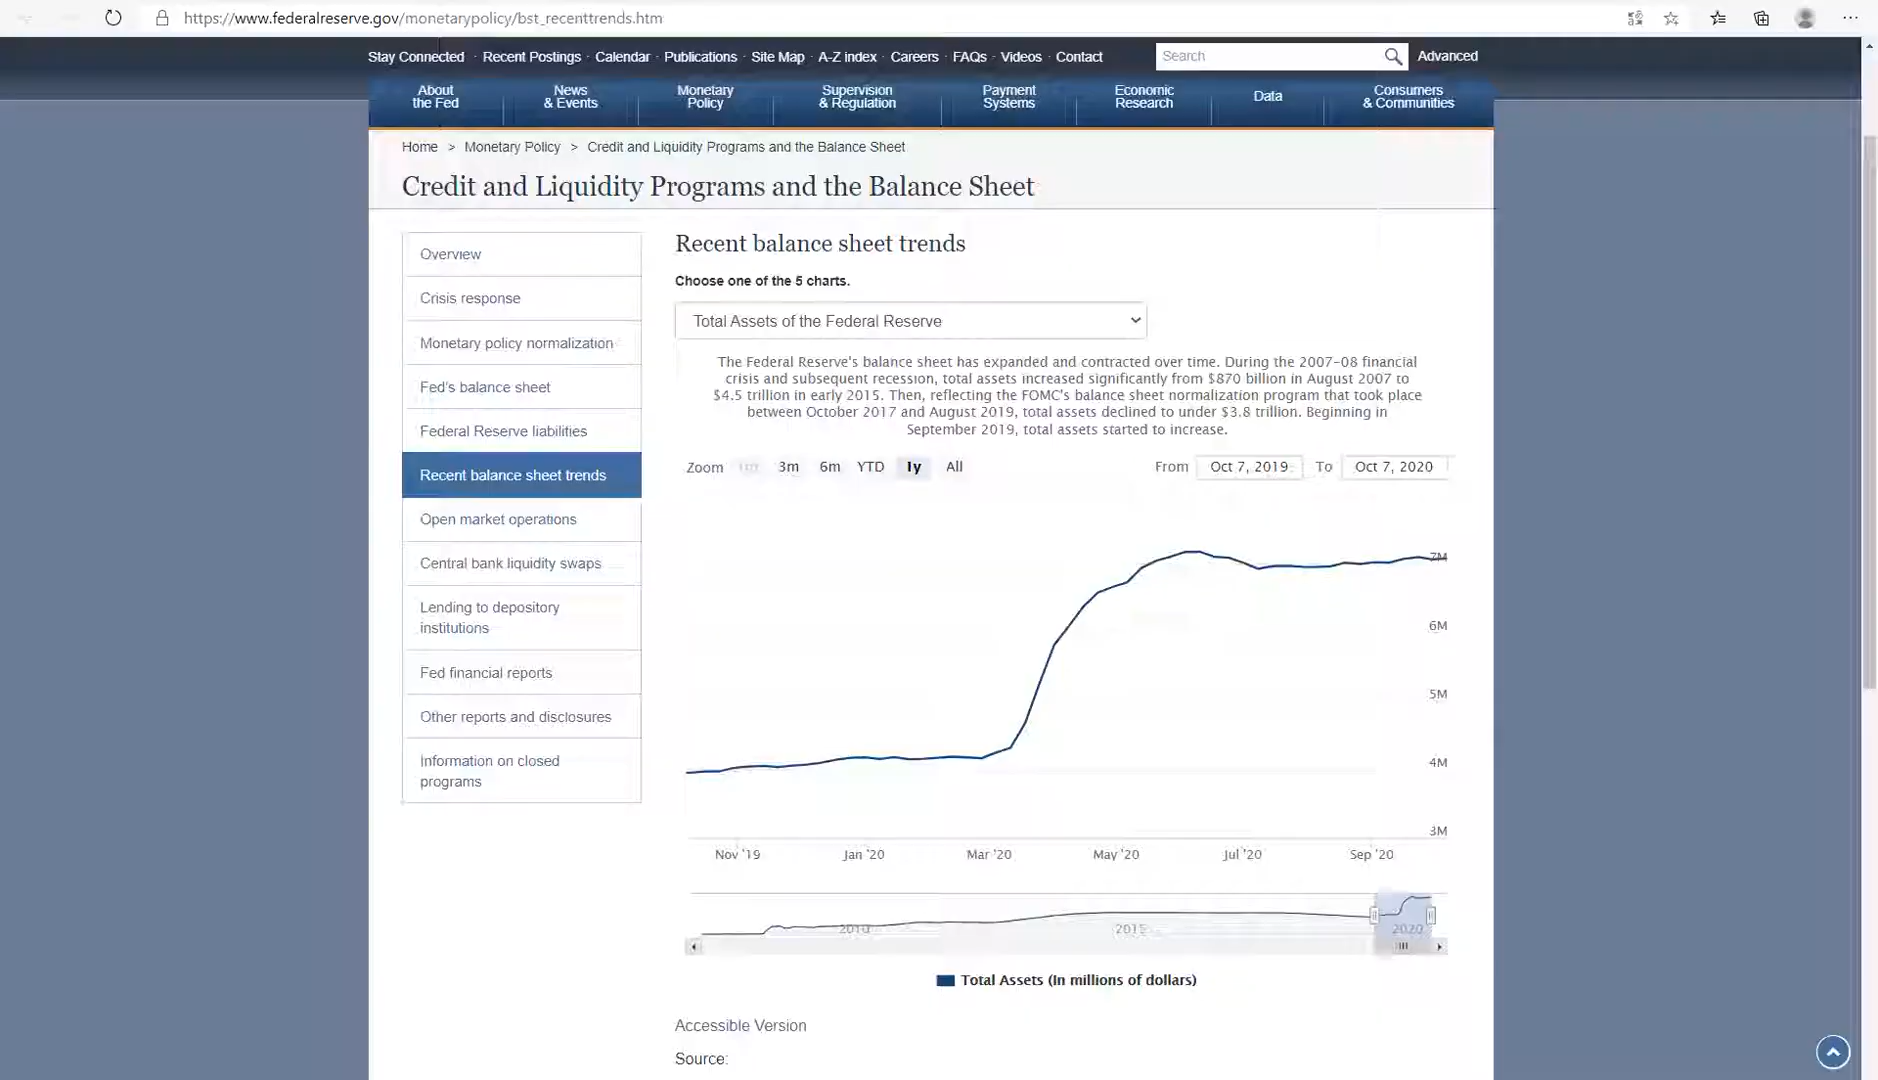 https://www.federalreserve.gov/monetarypolicy/bst_recenttrends.htm
Stay Connected · Recent Postings · Calendar · Publications · Site Map · A-Z index · Careers · FAQs · Videos · Contact
Search
Advanced
About the Fed
News & Events
Monetary Policy
Supervision & Regulation
Payment Systems
Economic Research
Data
Consumers & Communities
Home > Monetary Policy > Credit and Liquidity Programs and the Balance Sheet
Credit and Liquidity Programs and the Balance Sheet
Overview
Crisis response
Monetary policy normalization
Fed's balance sheet
Federal Reserve liabilities
Recent balance sheet trends
Open market operations
Central bank liquidity swaps
Lending to depository
institutions
Fed financial reports
Other reports and disclosures
Information on closed
programs
Recent balance sheet trends
Choose one of the 5 charts.
Total Assets of the Federal Reserve
The Federal Reserve's balance sheet has expanded and contracted over time. During the 2007-08 financial
crisis and subsequent recession, total assets increased significantly from $870 billion in August 2007 to
$4.5 trillion in early 2015. Then, reflecting the FOMC's balance sheet normalization program that took place
between October 2017 and August 2019, total assets declined to under $3.8 trillion. Beginning in
September 2019, total assets started to increase.
Zoom 1m 3m 6m YTD 1y All
From Oct 7, 2019 To Oct 7, 2020
7M
6M
5M
4M
3M
Nov '19 Jan '20 Mar '20 May '20 Jul '20 Sep '20
2010 2015 2020
Total Assets (In millions of dollars)
Accessible Version
Source: